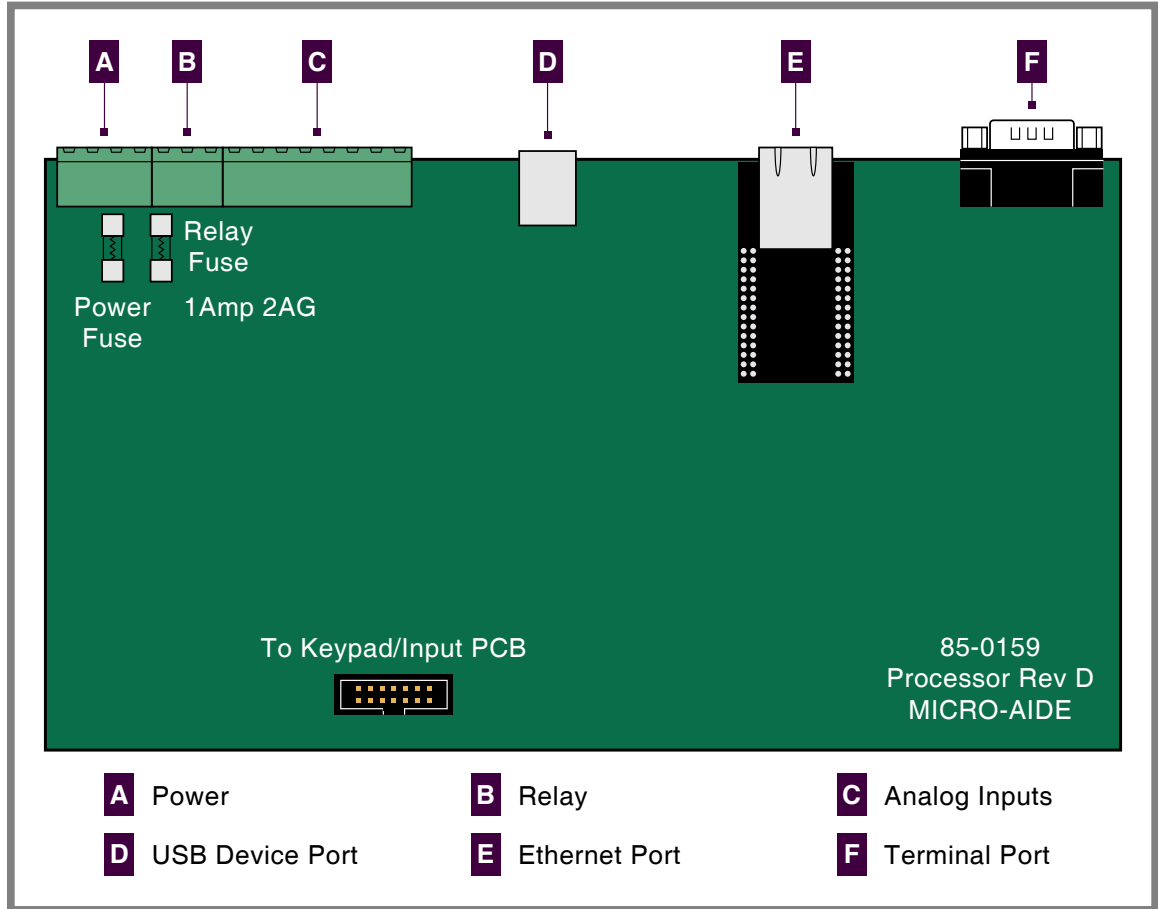 A B C D E F
Relay
Fuse
Power
Fuse
1Amp 2AG
To Keypad/Input PCB
85-0159
Processor Rev D
MICRO-AIDE
A Power
B Relay
C Analog Inputs
D USB Device Port
E Ethernet Port
F Terminal Port